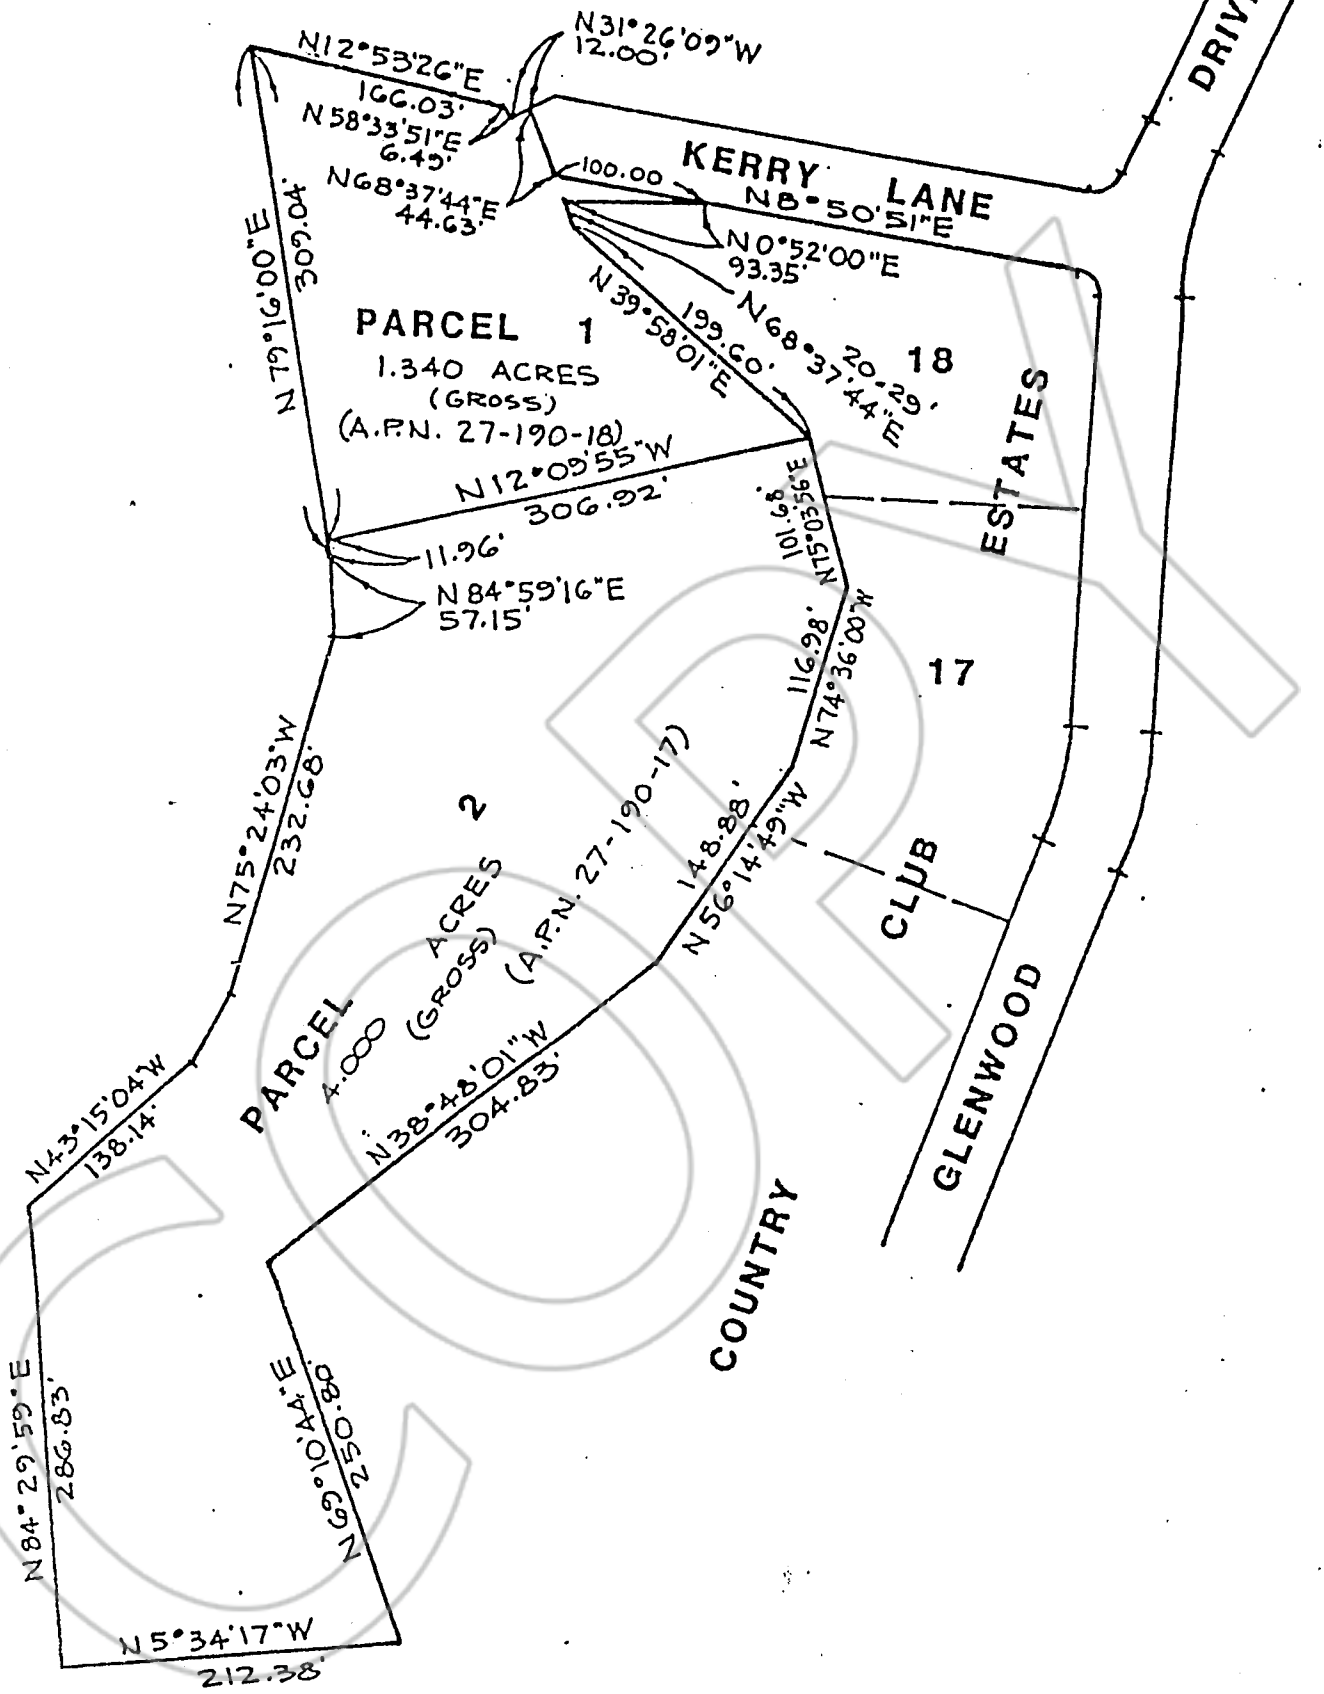 DRIV
N31°26'09"W
12.00'
N12°53'26"E
166.03'
N58°33'51"E
6.49'
N68°37'44"E
44.63'
100.00
KERRY LANE
N8°50'51"E
N0°52'00"E
93.35'
N79°16'00"E
309.04'
N68°37'44"E
20.29'
N39°58'01"E
199.60'
PARCEL 1
1.340 ACRES
(GROSS)
(A.P.N. 27-190-18)
18
N12°09'55"W
306.92'
N75°03'56"E
101.68'
ESTATES
11.96'
N84°59'16"E
57.15'
116.98'
N74°36'00"W
17
N75°24'03"W
232.68'
PARCEL 2
4.000 ACRES
(GROSS)
(A.P.N. 27-190-17)
148.88'
N56°14'49"W
CLUB
N38°48'01"W
304.83'
GLENWOOD
N43°15'04"W
138.14'
COUNTRY
N84°29'59"E
286.83'
N69°10'44"E
250.80'
N5°34'17"W
212.38'
COPY